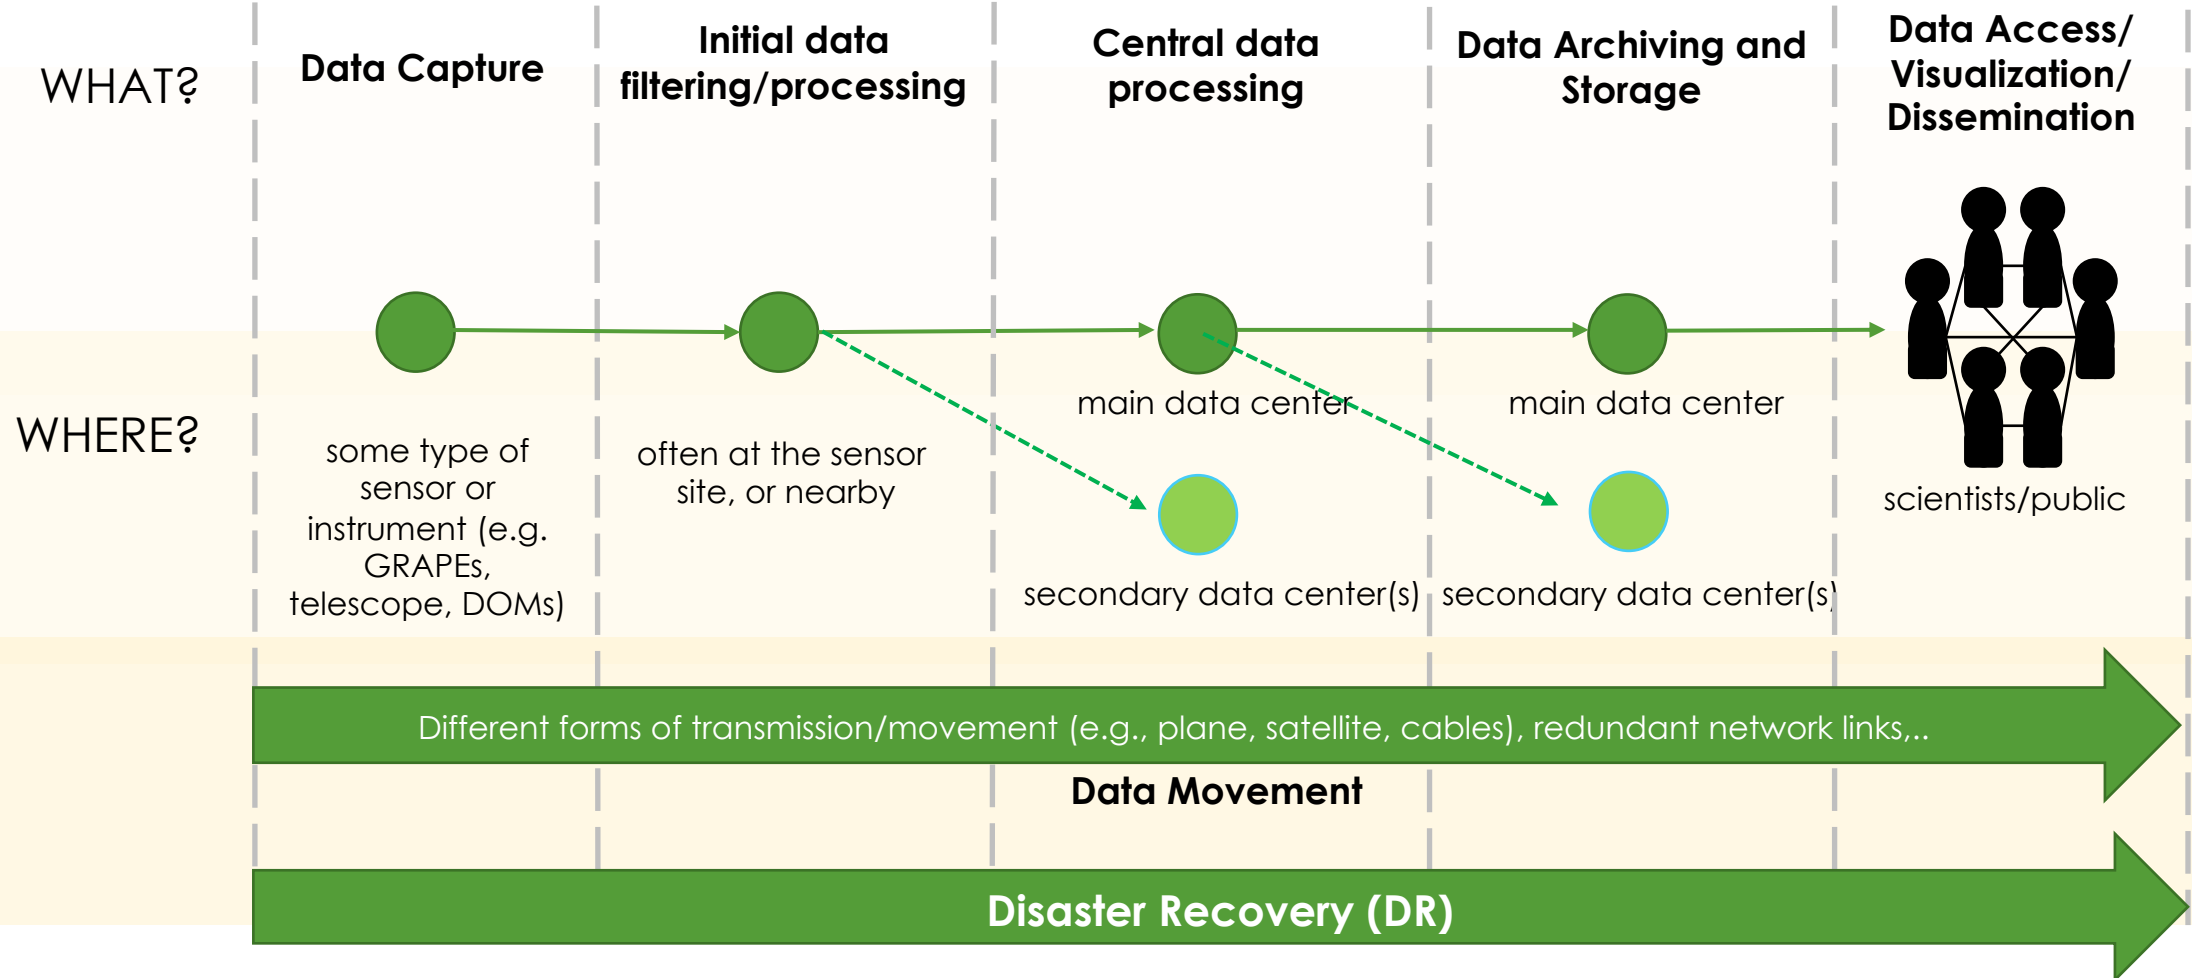 WHAT?
Data Capture
Initial data
filtering/processing
Central data
processing
Data Archiving and
Storage
Data Access/
Visualization/
Dissemination
WHERE?
some type of
sensor or
instrument (e.g.
GRAPEs,
telescope, DOMs)
often at the sensor
site, or nearby
main data center
secondary data center(s)
main data center
secondary data center(s)
scientists/public
Different forms of transmission/movement (e.g., plane, satellite, cables), redundant network links,..
Data Movement
Disaster Recovery (DR)